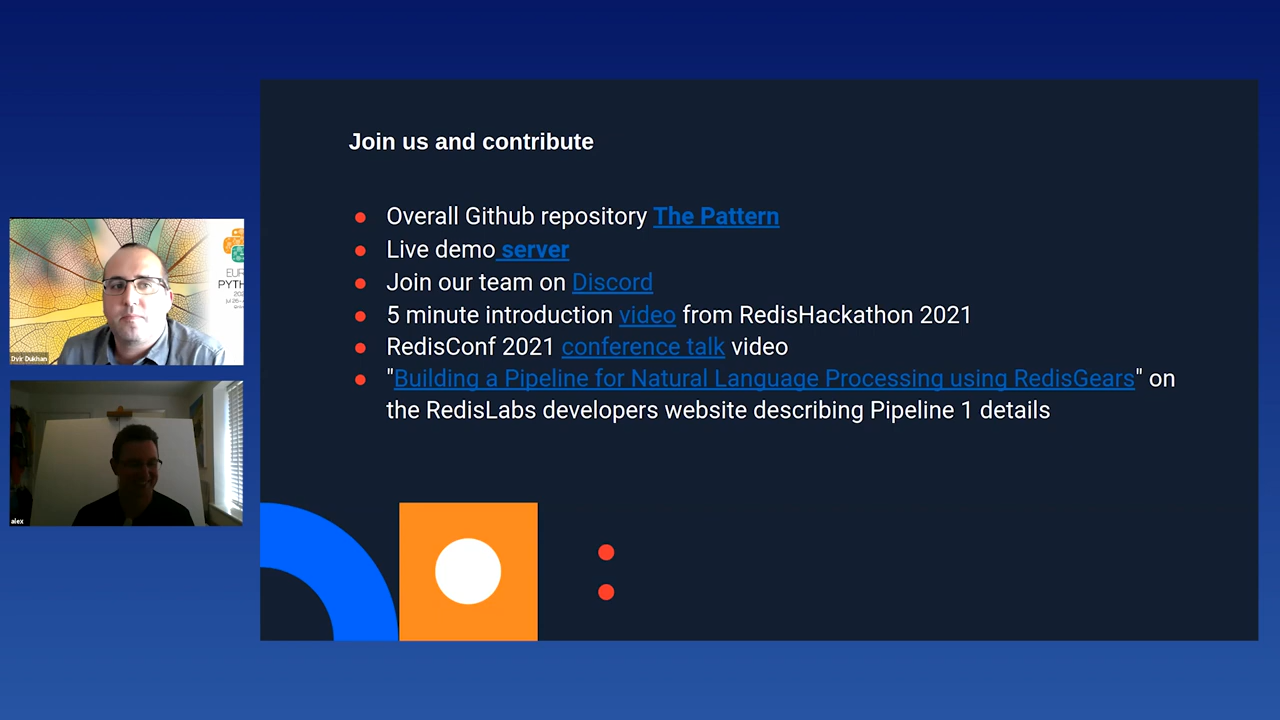 Join us and contribute
Overall Github repository The Pattern
Live demo server
Join our team on Discord
5 minute introduction video from RedisHackathon 2021
RedisConf 2021 conference talk video
"Building a Pipeline for Natural Language Processing using RedisGears" on
the RedisLabs developers website describing Pipeline 1 details
EUR
PYTH
Dvir Dukhan
alex